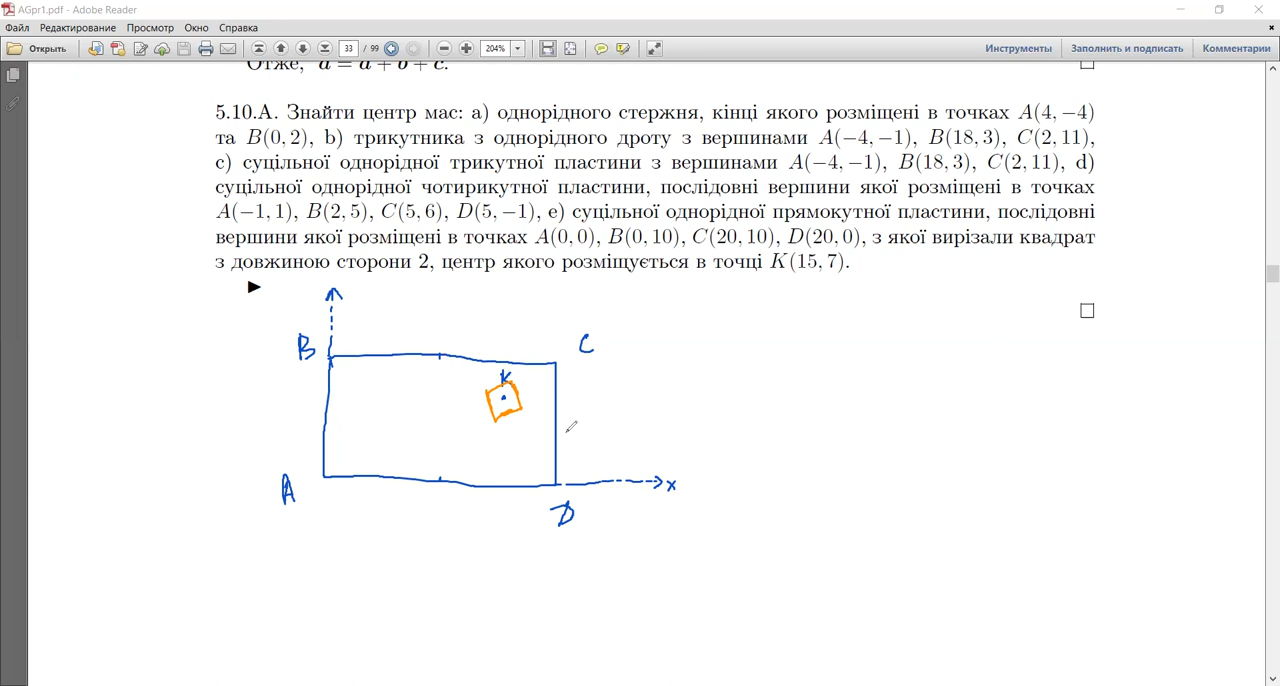 AGpr1.pdf - Adobe Reader
Файл Редактирование Просмотр Окно Справка
Открыть 33 / 99 204% Инструменты Заполнить и подписать Комментарии
5.10.A. Знайти центр мас: a) однорідного стержня, кінці якого розміщені в точках A(4, −4)
та B(0, 2), b) трикутника з однорідного дроту з вершинами A(−4, −1), B(18, 3), C(2, 11),
c) суцільної однорідної трикутної пластини з вершинами A(−4, −1), B(18, 3), C(2, 11), d)
суцільної однорідної чотирикутної пластини, послідовні вершини якої розміщені в точках
A(−1, 1), B(2, 5), C(5, 6), D(5, −1), e) суцільної однорідної прямокутної пластини, послідовні
вершини якої розміщені в точках A(0, 0), B(0, 10), C(20, 10), D(20, 0), з якої вирізали квадрат
з довжиною сторони 2, центр якого розміщується в точці K(15, 7).
B C
K
A x
D